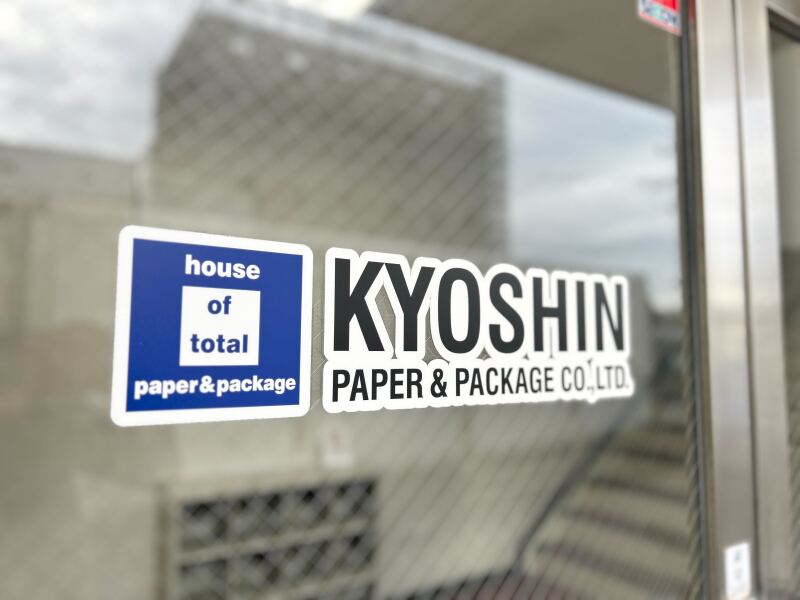 house
of
total
paper&package
KYOSHIN
PAPER & PACKAGE CO.,LTD.